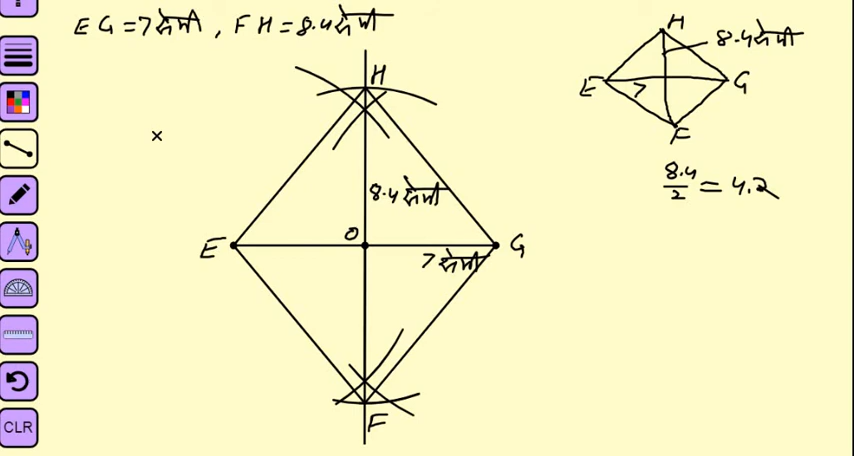 EG = 7 सेमी, FH = 8.4 सेमी
H
8.4 सेमी
E
O
G
7 सेमी
F
H
8.4 सेमी
E
7
G
F
8.4/2 = 4.2
CLR